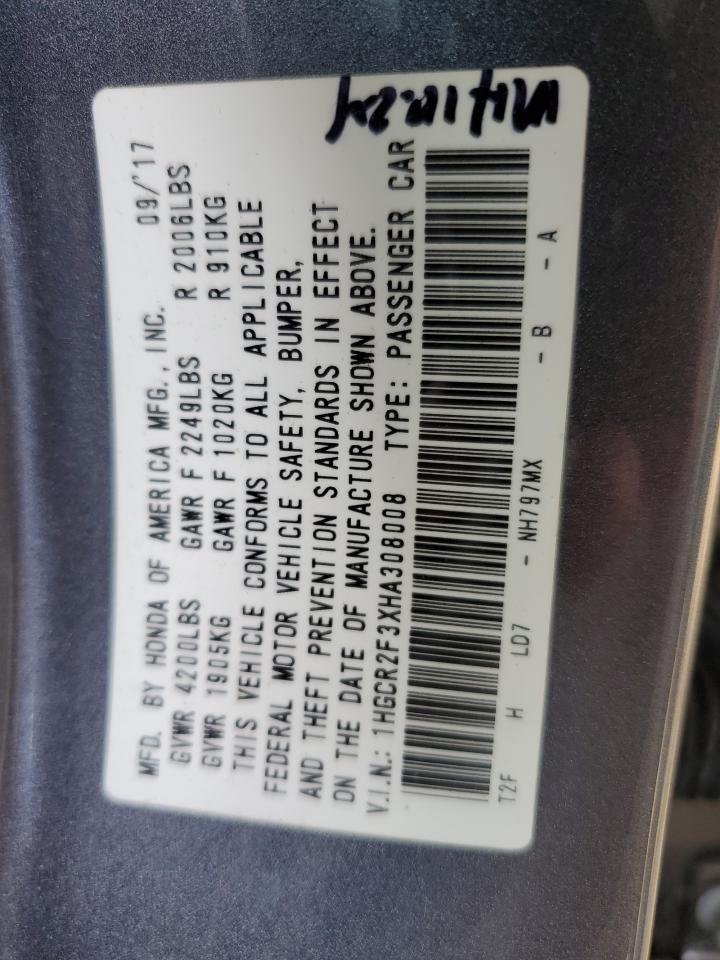 MFD. BY HONDA OF AMERICA MFG., INC. 09/'17
GVWR 4200LBS GAWR F 2249LBS R 2006LBS
GVWR 1905KG GAWR F 1020KG R 910KG
THIS VEHICLE CONFORMS TO ALL APPLICABLE
FEDERAL MOTOR VEHICLE SAFETY, BUMPER,
AND THEFT PREVENTION STANDARDS IN EFFECT
ON THE DATE OF MANUFACTURE SHOWN ABOVE.
V.I.N.: 1HGCR2F3XHA308008 TYPE: PASSENGER CAR
T2F H LD7 - NH797MX - B - A